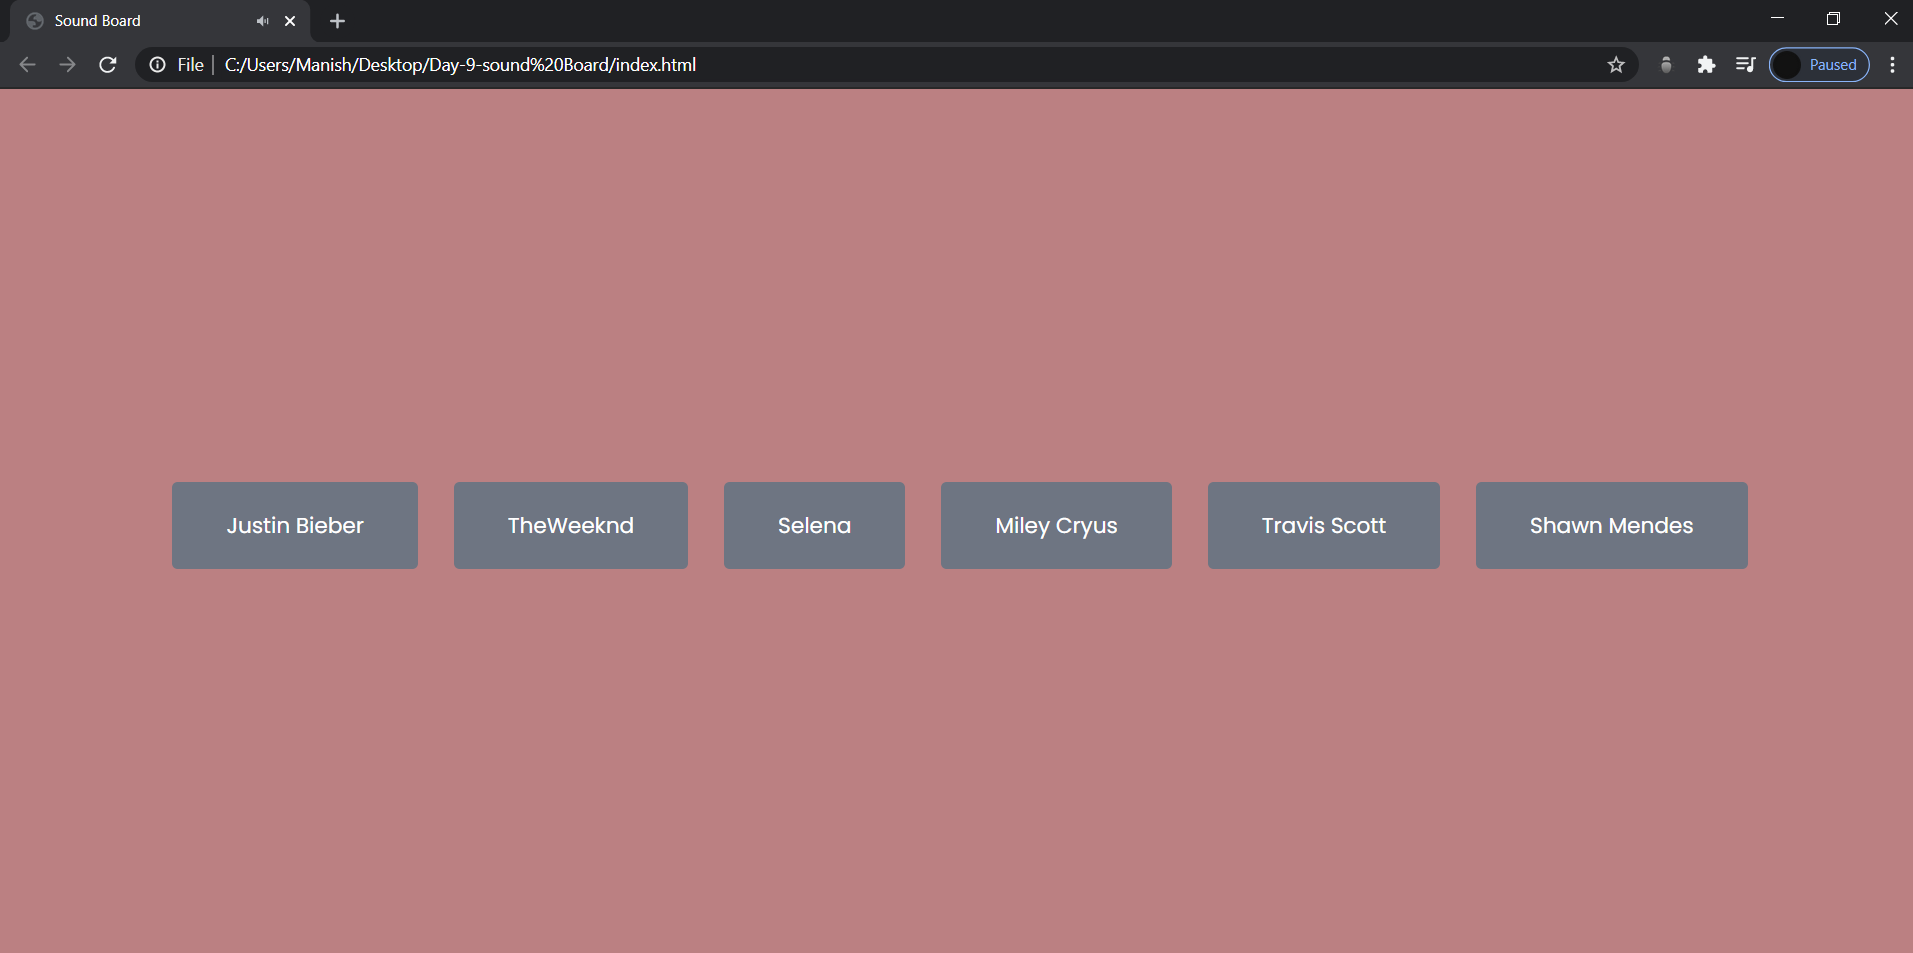 Sound Board
File
C:/Users/Manish/Desktop/Day-9-sound%20Board/index.html
Paused
Justin Bieber
TheWeeknd
Selena
Miley Cryus
Travis Scott
Shawn Mendes